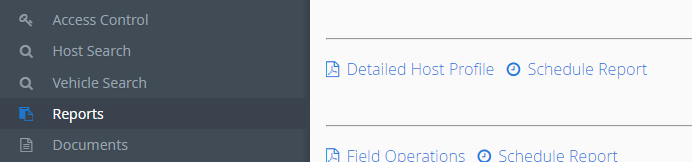 Access Control
Host Search
Vehicle Search
Reports
Documents
Detailed Host Profile Schedule Report
Field Operations Schedule Report